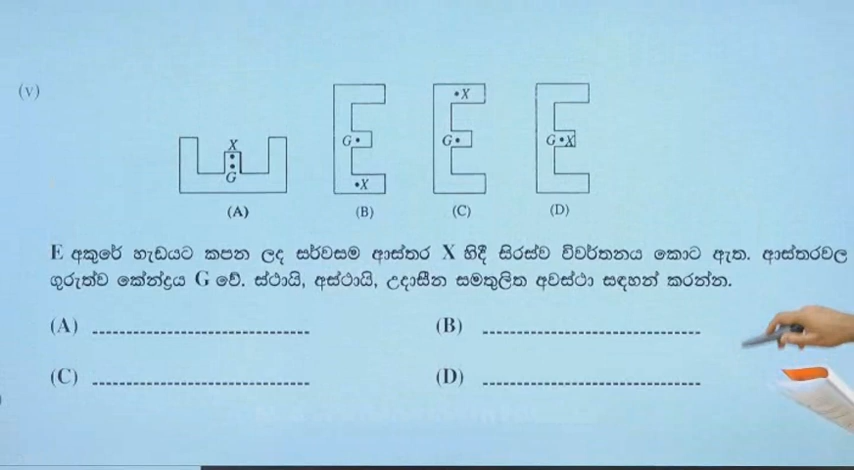 (v)
X
G
(A)
G
X
(B)
X
G
(C)
G X
(D)
E අකුරේ හැඩයට කපන ලද සර්වසම ආස්තර X හිදී සිරස්ව විවර්තනය කොට ඇත. ආස්තරවල
ගුරුත්ව කේන්ද්‍රය G වේ. ස්ථායි, අස්ථායි, උදාසීන සමතුලිත අවස්ථා සඳහන් කරන්න.
(A)
(B)
(C)
(D)